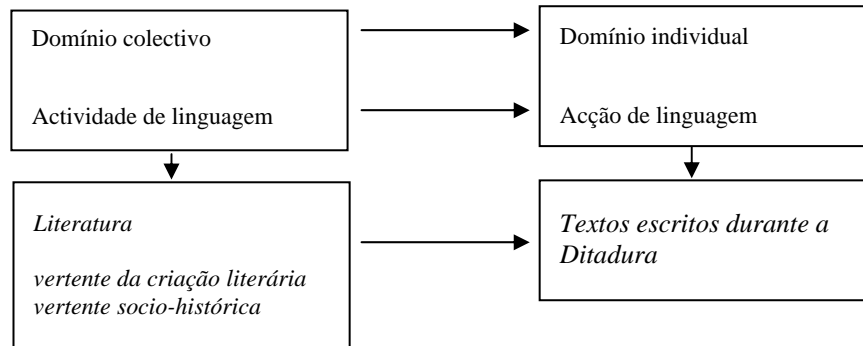 Domínio colectivo
Actividade de linguagem
Domínio individual
Acção de linguagem
Literatura
vertente da criação literária
vertente socio-histórica
Textos escritos durante a
Ditadura